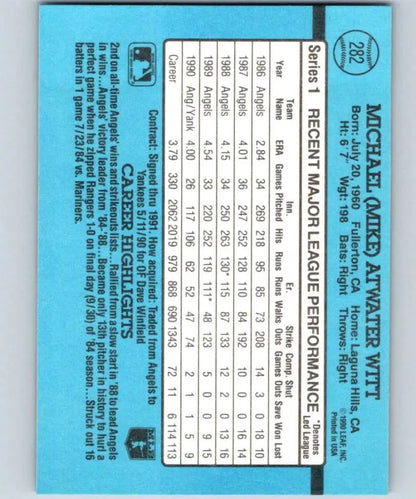 282
MICHAEL (MIKE) ATWATER WITT
Born: July 20, 1960 Fullerton, CA Home: Laguna Hills, CA
Ht: 6' 7" Wgt: 198 Bats: Right Throws: Right
© 1990 LEAF, INC.
Printed in USA
Series 1 RECENT MAJOR LEAGUE PERFORMANCE *Denotes Led League
Year Team Name ERA Games Inn. Pitched Hits Runs Er. Runs Walks Strike Outs Comp. Games Shut Outs Save Won Lost
1986 Angels 2.84 34 269 218 95 85 73 208 14 3 0 18 10
1987 Angels 4.01 36 247 252 128 110 84 192 10 0 0 16 14
1988 Angels 4.15 34 250 263 130* 115 87 133 12 2 0 13 16
1989 Angels 4.54 33 220 252 119 111* 48 123 5 0 0 9 15
1990 Ang/Yank 4.00 26 117 106 62 52 47 74 2 1 1 5 9
Career 3.79 330 2062 2019 979 868 690 1343 72 11 6 114 113
Contract: Signed thru 1991. How acquired: Traded from Angels to
Yankees 5/11/90 for OF Dave Winfield
CAREER HIGHLIGHTS
2nd on all-time Angels' wins and strikeouts lists... Rallied from a slow start in '88 to lead Angels
in wins... Angels' victory leader from '84-'88... Became only 13th pitcher in history to hurl a
perfect game when he zipped Rangers 1-0 on final day (9/30) of '84 season... Struck out 16
batters in 1 game 7/23/84 vs. Mariners.